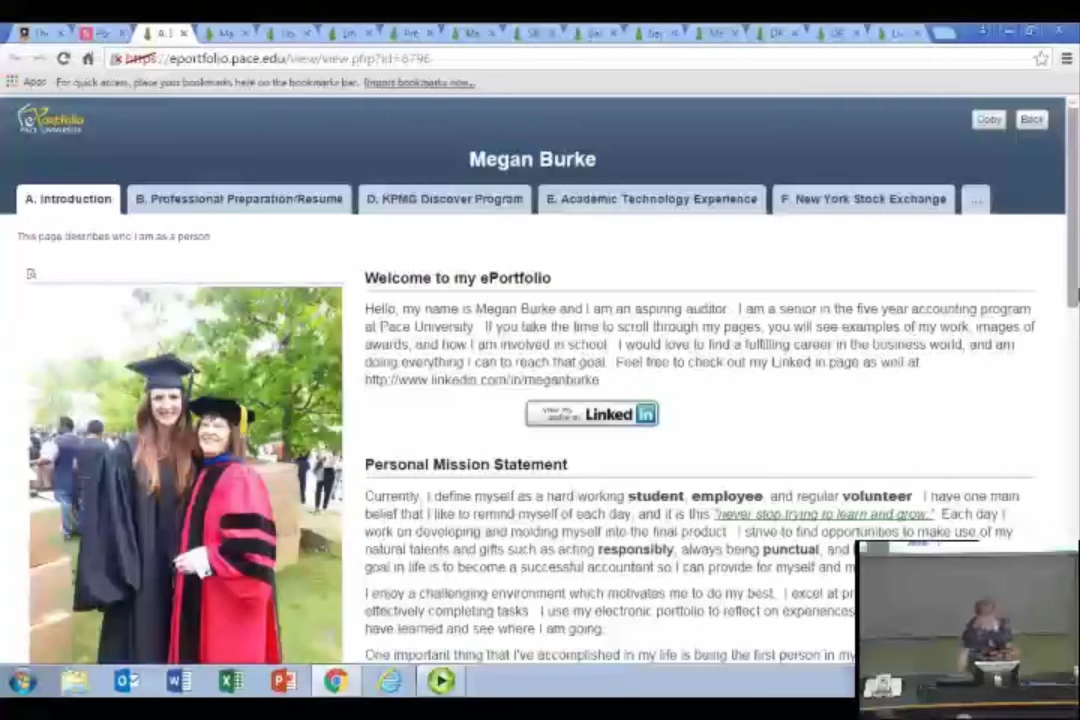 https://eportfolio.pace.edu/view/view.php?id=6796
Apps For quick access, place your bookmarks here on the bookmarks bar. Import bookmarks now...
ePortfolio
PACE UNIVERSITY
Copy Back
Megan Burke
A. Introduction B. Professional Preparation/Resume D. KPMG Discover Program E. Academic Technology Experience F. New York Stock Exchange ...
This page describes who I am as a person
Welcome to my ePortfolio
Hello, my name is Megan Burke and I am an aspiring auditor. I am a senior in the five year accounting program
at Pace University. If you take the time to scroll through my pages, you will see examples of my work, images of
awards, and how I am involved in school. I would love to find a fulfilling career in the business world, and am
doing everything I can to reach that goal. Feel free to check out my Linked in page as well at
http://www.linkedin.com/in/meganburke
view my profile on Linked in
Personal Mission Statement
Currently, I define myself as a hard working student, employee, and regular volunteer. I have one main
belief that I like to remind myself of each day, and it is this "never stop trying to learn and grow." Each day I
work on developing and molding myself into the final product. I strive to find opportunities to make use of my
natural talents and gifts such as acting responsibly, always being punctual, and
goal in life is to become a successful accountant so I can provide for myself and m
I enjoy a challenging environment which motivates me to do my best. I excel at pr
effectively completing tasks. I use my electronic portfolio to reflect on experiences
have learned and see where I am going.
One important thing that I've accomplished in my life is being the first person in my